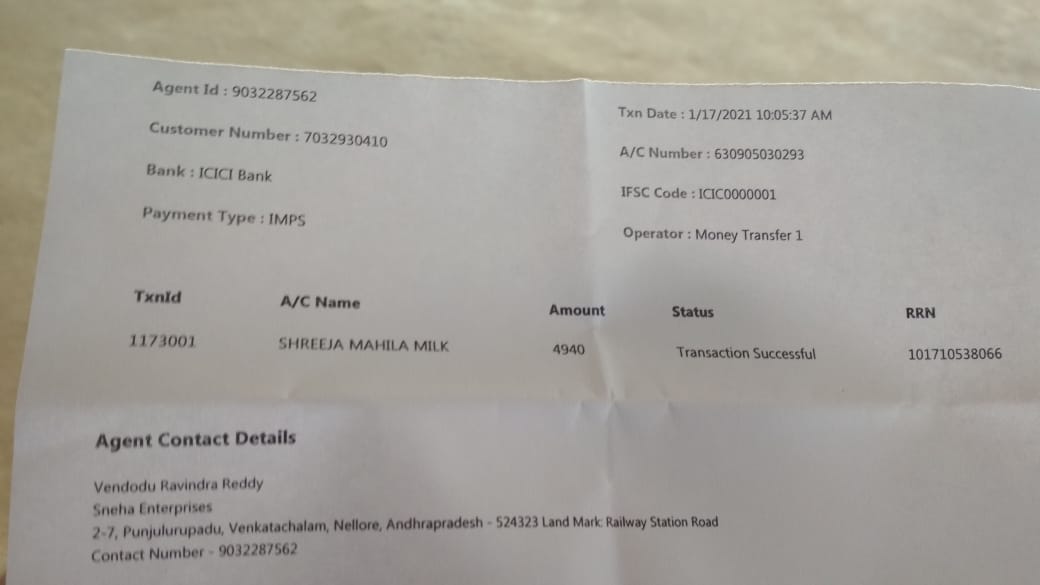 Agent Id : 9032287562
Txn Date : 1/17/2021 10:05:37 AM
Customer Number : 7032930410
A/C Number : 630905030293
Bank : ICICI Bank
IFSC Code : ICIC0000001
Payment Type : IMPS
Operator : Money Transfer 1
TxnId A/C Name Amount Status RRN
1173001 SHREEJA MAHILA MILK 4940 Transaction Successful 101710538066
Agent Contact Details
Vendodu Ravindra Reddy
Sneha Enterprises
2-7, Punjulurupadu, Venkatachalam, Nellore, Andhrapradesh - 524323 Land Mark: Railway Station Road
Contact Number - 9032287562